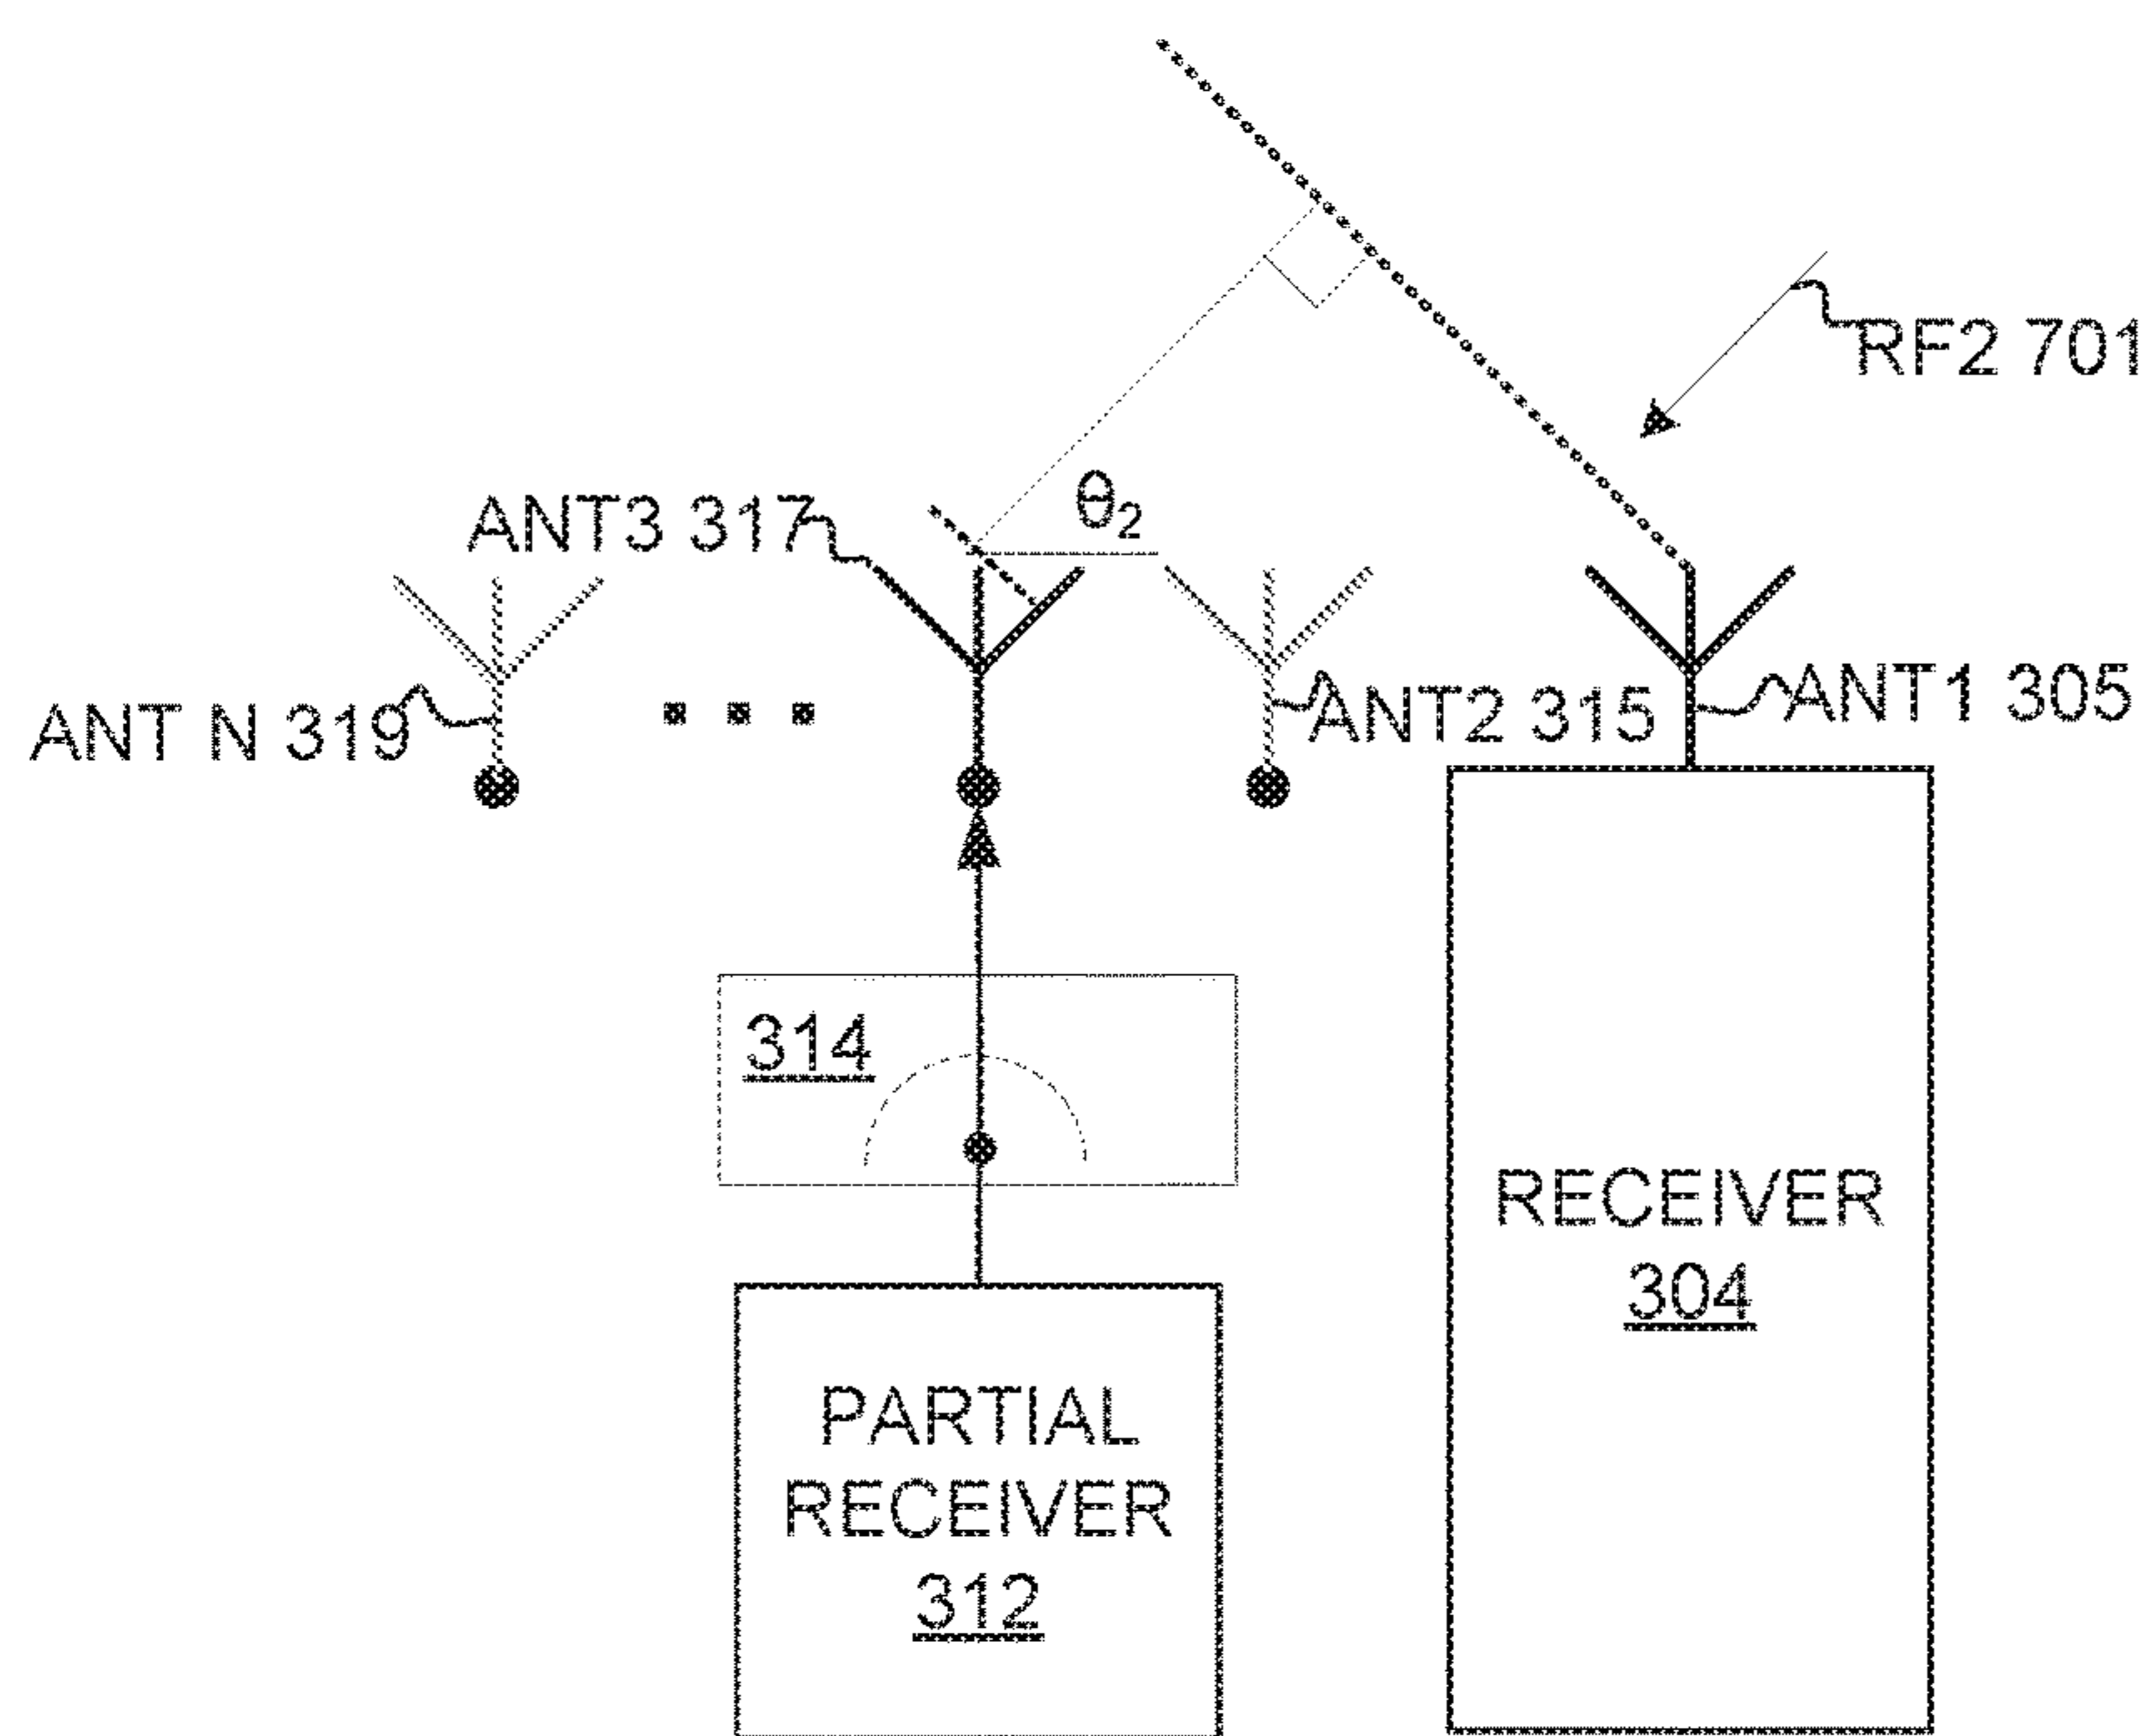 RF2 701
θ2
ANT3 317
ANT N 319
ANT2 315
ANT1 305
314
RECEIVER
304
PARTIAL
RECEIVER
312